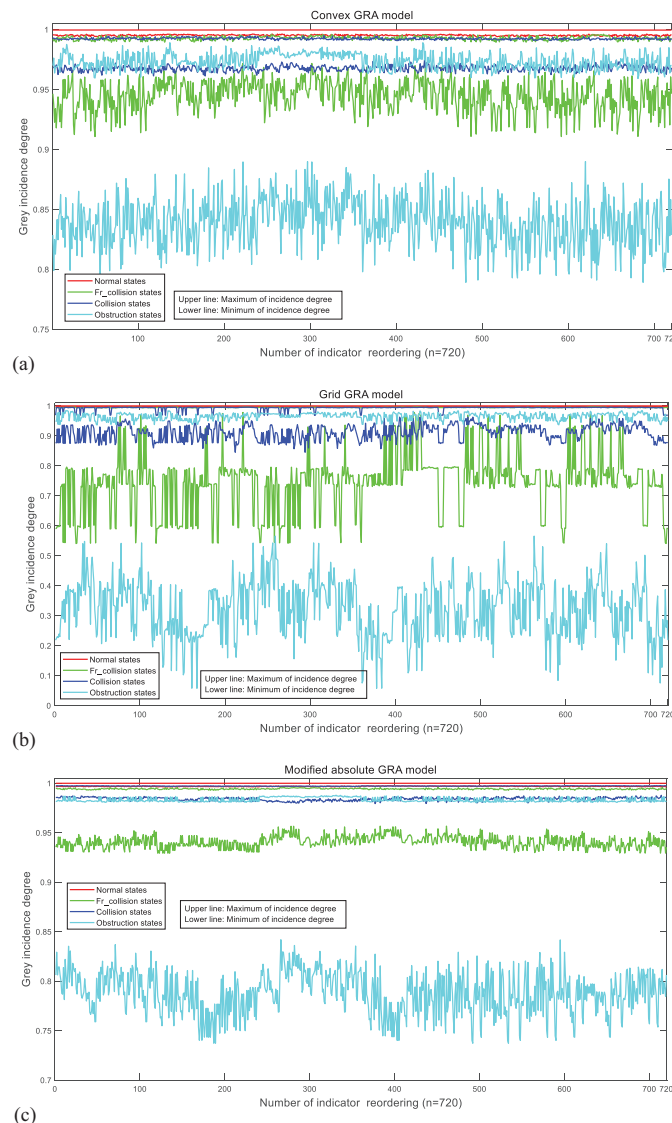 Convex GRA model
1
0.95
0.9
0.85
0.8
0.75
Grey incidence degree
Normal states
Fr_collision states
Collision states
Obstruction states
Upper line: Maximum of incidence degree
Lower line: Minimum of incidence degree
100 200 300 400 500 600 700 720
Number of indicator reordering (n=720)
(a)
Grid GRA model
1
0.9
0.8
0.7
0.6
0.5
0.4
0.3
0.2
0.1
0
Grey incidence degree
Normal states
Fr_collision states
Collision states
Obstruction states
Upper line: Maximum of incidence degree
Lower line: Minimum of incidence degree
0 100 200 300 400 500 600 700 720
Number of indicator reordering (n=720)
(b)
Modified absolute GRA model
1
0.95
0.9
0.85
0.8
0.75
0.7
Grey incidence degree
Normal states
Fr_collision states
Collision states
Obstruction states
Upper line: Maximum of incidence degree
Lower line: Minimum of incidence degree
0 100 200 300 400 500 600 700 720
Number of indicator reordering (n=720)
(c)